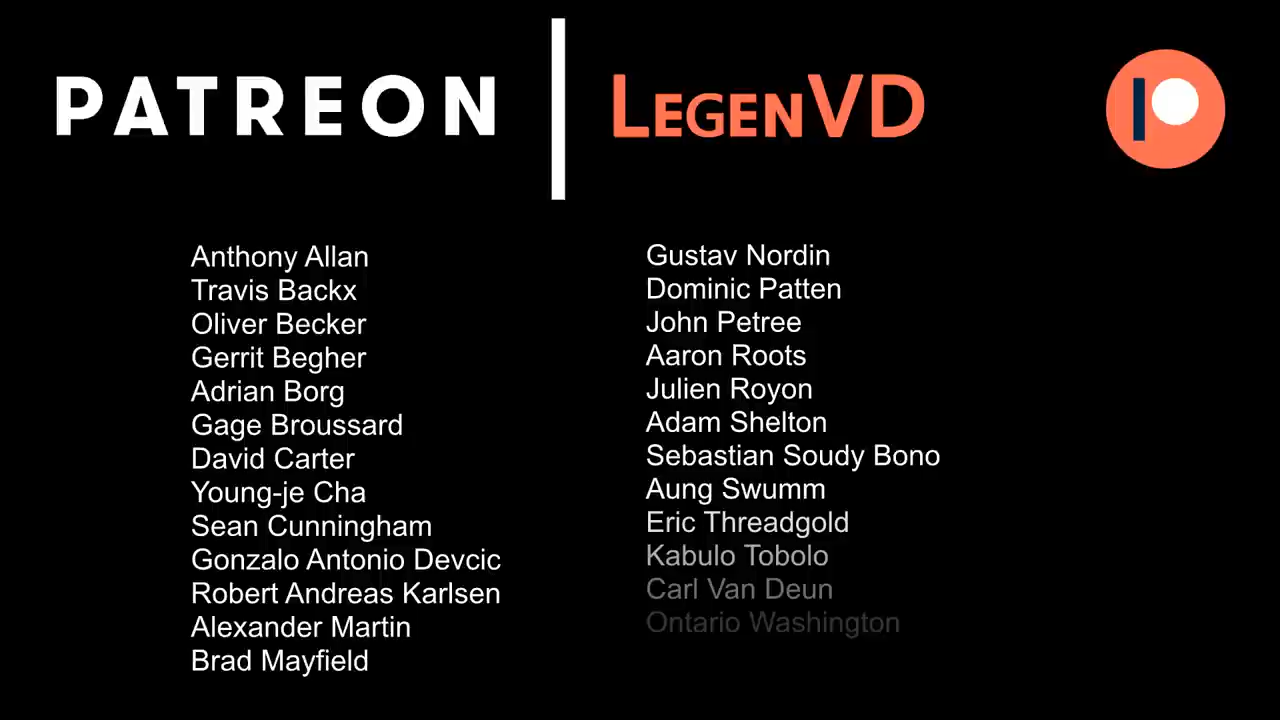 PATREON
LEGENVD
Anthony Allan
Travis Backx
Oliver Becker
Gerrit Begher
Adrian Borg
Gage Broussard
David Carter
Young-je Cha
Sean Cunningham
Gonzalo Antonio Devcic
Robert Andreas Karlsen
Alexander Martin
Brad Mayfield
Gustav Nordin
Dominic Patten
John Petree
Aaron Roots
Julien Royon
Adam Shelton
Sebastian Soudy Bono
Aung Swumm
Eric Threadgold
Kabulo Tobolo
Carl Van Deun
Ontario Washington